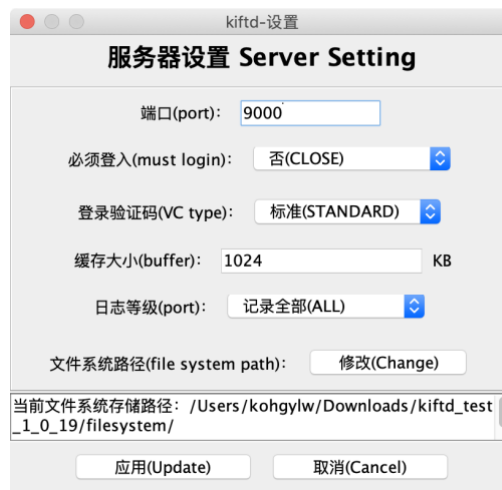 kiftd-设置
服务器设置 Server Setting
端口(port): 9000
必须登入(must login): 否(CLOSE)
登录验证码(VC type): 标准(STANDARD)
缓存大小(buffer): 1024 KB
日志等级(port): 记录全部(ALL)
文件系统路径(file system path): 修改(Change)
当前文件系统存储路径：/Users/kohgylw/Downloads/kiftd_test
_1_0_19/filesystem/
应用(Update) 取消(Cancel)